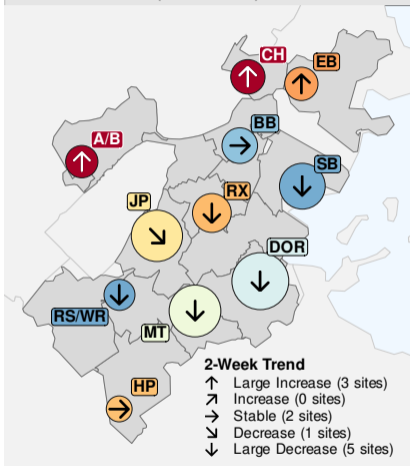 CH
EB
A/B
BB
SB
JP
RX
DOR
RS/WR
MT
HP
2-Week Trend
↑ Large Increase (3 sites)
↗ Increase (0 sites)
→ Stable (2 sites)
↘ Decrease (1 sites)
↓ Large Decrease (5 sites)